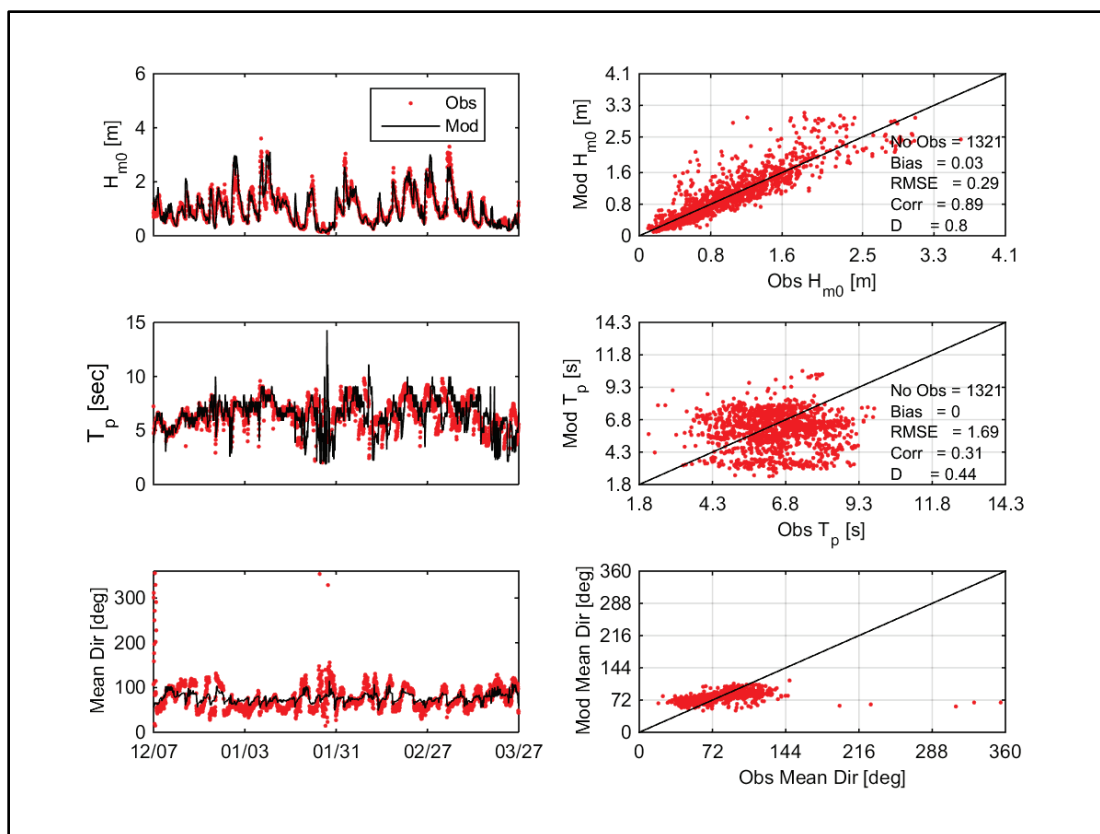 6
4
2
0
H_m0 [m]
Obs
Mod
4.1
3.3
2.5
1.6
0.8
0
Mod H_m0 [m]
No Obs = 1321
Bias = 0.03
RMSE = 0.29
Corr = 0.89
D = 0.8
0 0.8 1.6 2.5 3.3 4.1
Obs H_m0 [m]
15
10
5
0
T_p [sec]
14.3
11.8
9.3
6.8
4.3
1.8
Mod T_p [s]
No Obs = 1321
Bias = 0
RMSE = 1.69
Corr = 0.31
D = 0.44
1.8 4.3 6.8 9.3 11.8 14.3
Obs T_p [s]
300
200
100
0
Mean Dir [deg]
12/07 01/03 01/31 02/27 03/27
360
288
216
144
72
0
Mod Mean Dir [deg]
0 72 144 216 288 360
Obs Mean Dir [deg]